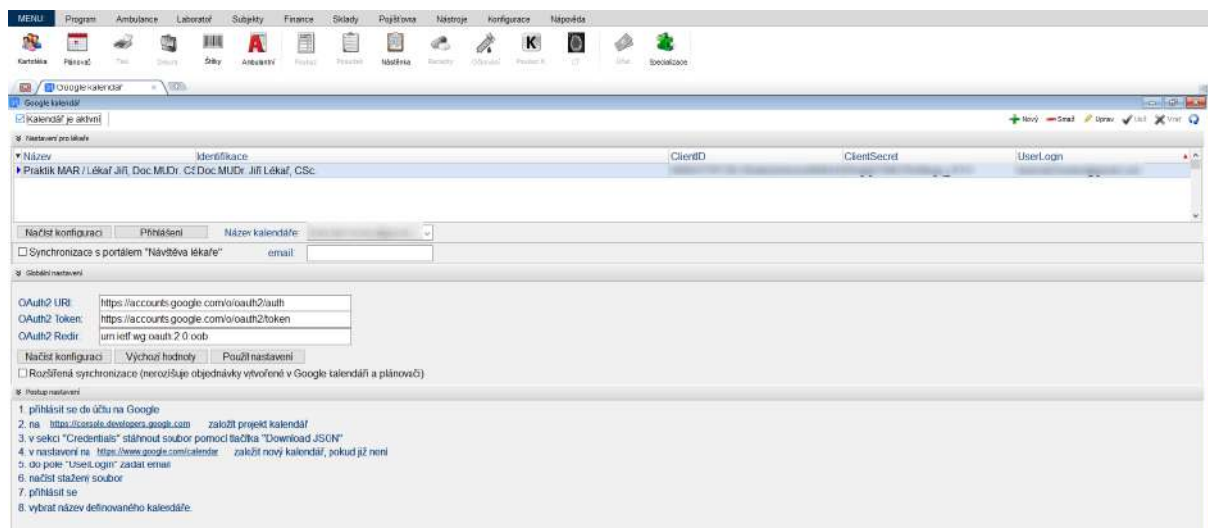 MENU Program Ambulance Laboratoř Subjekty Finance Sklady Pojišťovna Nástroje Konfigurace Nápověda
Kartotéka Plánovač Tisk Štítky Ambulantní Poukaz Nástěnka Recepty Očkování Specializace
Google kalendář
Google kalendář
Kalendář je aktivní Nový Smaž Uprav Ulož Vrať
Nastavení pro lékaře
Název Identifikace ClientID ClientSecret UserLogin
Praktik MAR / Lékař Jiří, Doc.MUDr. CS Doc.MUDr. Jiří Lékař, CSc.
Načíst konfiguraci Přihlášení Název kalendáře:
Synchronizace s portálem "Návštěva lékaře" email:
Globální nastavení
OAuth2 URI: https://accounts.google.com/o/oauth2/auth
OAuth2 Token: https://accounts.google.com/o/oauth2/token
OAuth2 Redir: urn:ietf:wg:oauth:2.0:oob
Načíst konfiguraci Výchozí hodnoty Použít nastavení
Rozšířená synchronizace (nerozšiřuje objednávky vytvořené v Google kalendáři a plánovači)
Postup nastavení
1. přihlásit se do účtu na Google
2. na https://console.developers.google.com založit projekt kalendář
3. v sekci "Credentials" stáhnout soubor pomocí tlačítka "Download JSON"
4. v nastavení na https://www.google.com/calendar založit nový kalendář, pokud již není
5. do pole "UserLogin" zadat email
6. načíst stažený soubor
7. přihlásit se
8. vybrat název definovaného kalendáře.